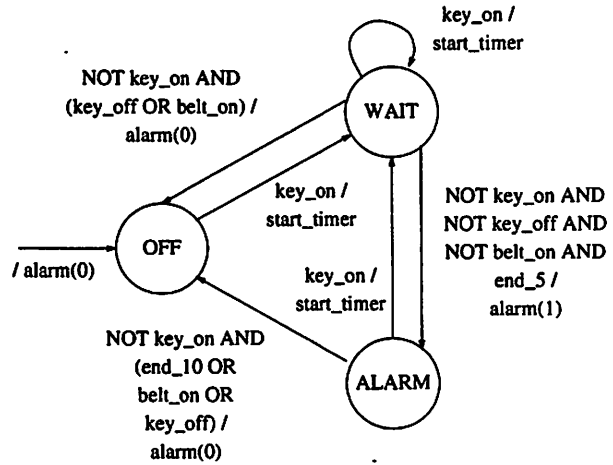 key_on /
start_timer
NOT key_on AND
(key_off OR belt_on) /
alarm(0)
WAIT
key_on /
start_timer
NOT key_on AND
NOT key_off AND
NOT belt_on AND
end_5 /
alarm(1)
OFF
/ alarm(0)
key_on /
start_timer
NOT key_on AND
(end_10 OR
belt_on OR
key_off) /
alarm(0)
ALARM